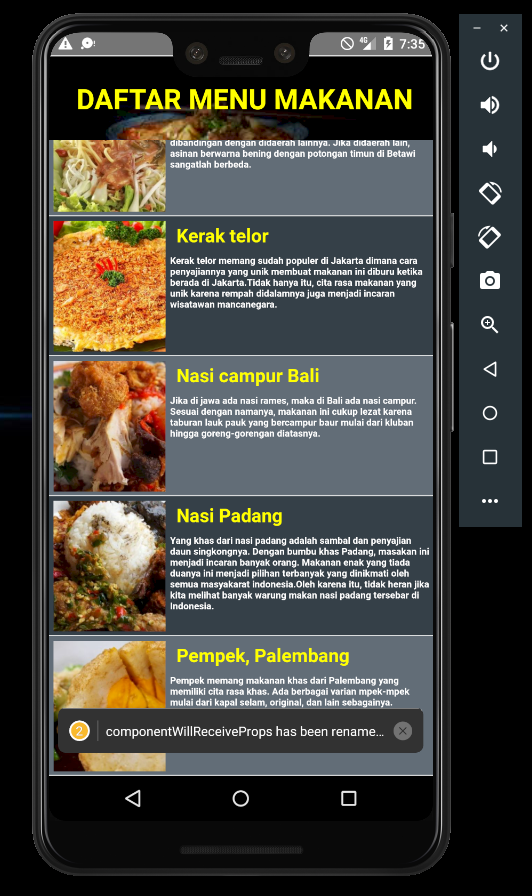 4G 7:35
DAFTAR MENU MAKANAN
dibandingan dengan didaerah lainnya. Jika didaerah lain,
asinan berwarna bening dengan potongan timun di Betawi
sangatlah berbeda.
Kerak telor
Kerak telor memang sudah populer di Jakarta dimana cara
penyajiannya yang unik membuat makanan ini diburu ketika
berada di Jakarta.Tidak hanya itu, cita rasa makanan yang
unik karena rempah didalamnya juga menjadi incaran
wisatawan mancanegara.
Nasi campur Bali
Jika di jawa ada nasi rames, maka di Bali ada nasi campur.
Sesuai dengan namanya, makanan ini cukup lezat karena
taburan lauk pauk yang bercampur baur mulai dari kluban
hingga goreng-gorengan diatasnya.
Nasi Padang
Yang khas dari nasi padang adalah sambal dan penyajian
daun singkongnya. Dengan bumbu khas Padang, masakan ini
menjadi incaran banyak orang. Makanan enak yang tiada
duanya ini menjadi pilihan terbanyak yang dinikmati oleh
semua masyakarat indonesia.Oleh karena itu, tidak heran jika
kita melihat banyak warung makan nasi padang tersebar di
Indonesia.
Pempek, Palembang
Pempek memang makanan khas dari Palembang yang
memiliki cita rasa khas. Ada berbagai varian mpek-mpek
mulai dari kapal selam, original, dan lain sebagainya.
2 componentWillReceiveProps has been rename...